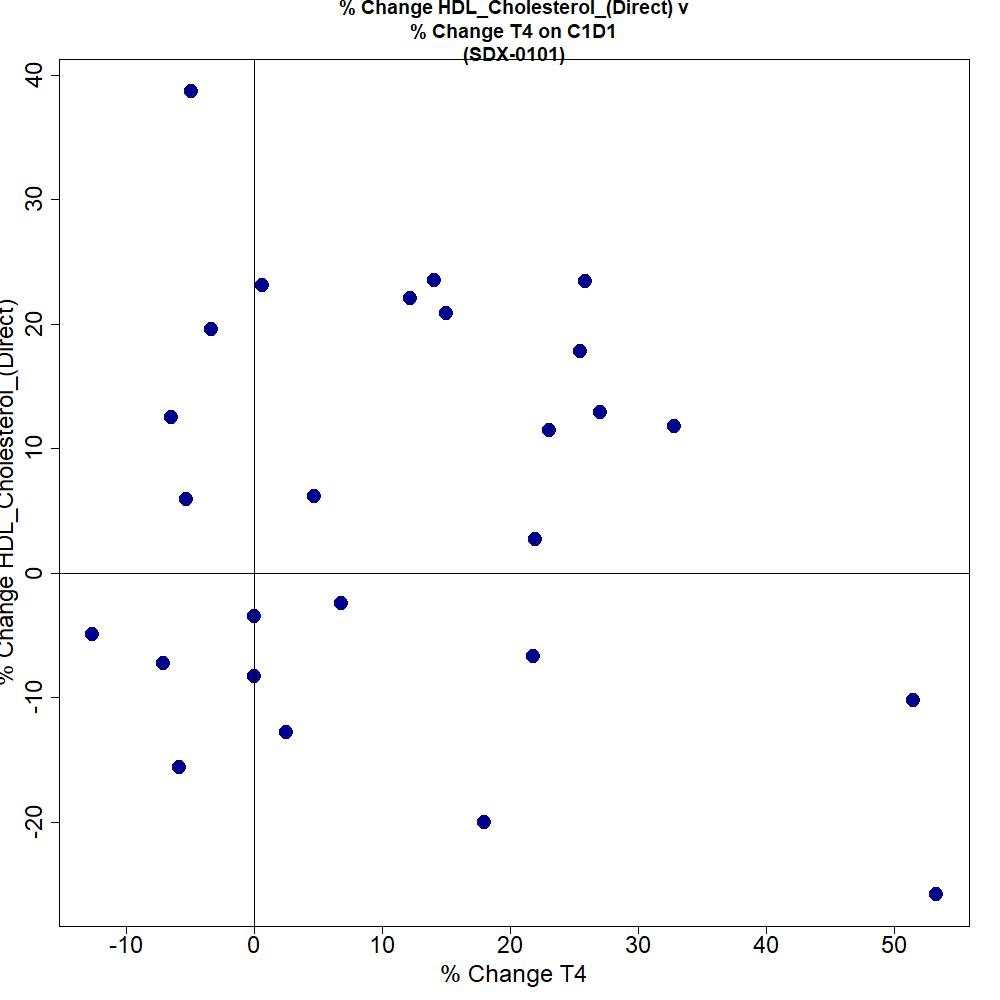 % Change HDL_Cholesterol_(Direct) v
% Change T4 on C1D1
(SDX-0101)
% Change HDL_Cholesterol_(Direct)
40
30
20
10
0
-10
-20
-10
0
10
20
30
40
50
% Change T4